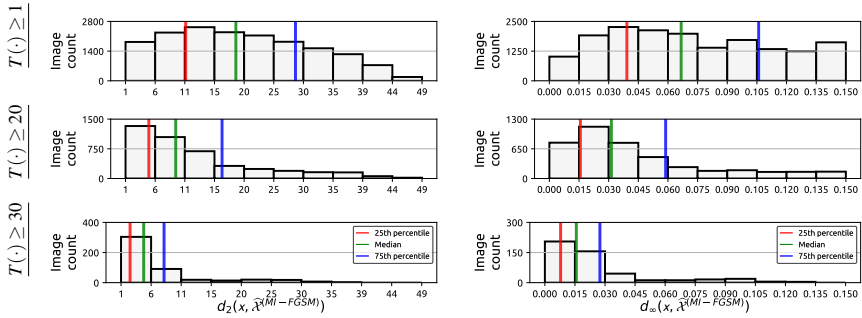 T(·) ≥ 1
Image count
2800
1400
0
1 6 11 15 20 25 30 35 39 44 49
Image count
2500
1250
0
0.000 0.015 0.030 0.045 0.060 0.075 0.090 0.105 0.120 0.136 0.150
T(·) ≥ 20
Image count
1500
750
0
1 6 11 15 20 25 30 35 39 44 49
Image count
1300
650
0
0.000 0.015 0.030 0.045 0.060 0.075 0.090 0.105 0.120 0.136 0.150
T(·) ≥ 30
Image count
400
200
0
25th percentile
Median
75th percentile
1 6 11 15 20 25 30 35 39 44 49
d₂(x, X̂^(MI−FGSM))
Image count
300
150
0
25th percentile
Median
75th percentile
0.000 0.015 0.030 0.045 0.060 0.075 0.090 0.105 0.120 0.136 0.150
d∞(x, X̂^(MI−FGSM))